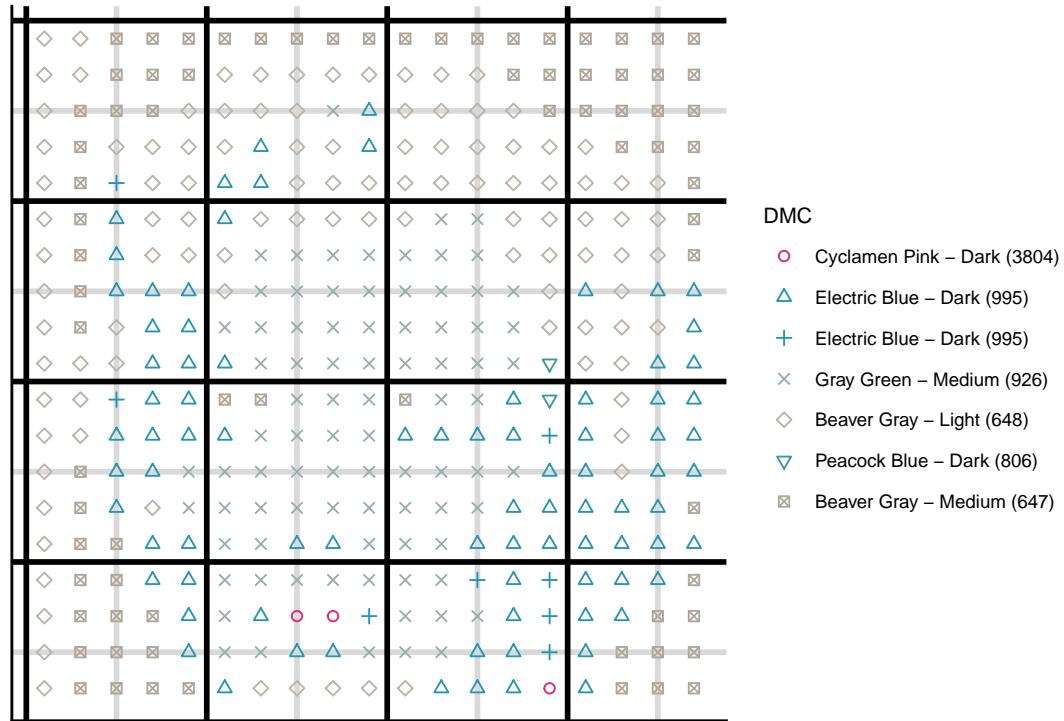 DMC
Cyclamen Pink − Dark (3804)
Electric Blue − Dark (995)
Electric Blue − Dark (995)
Gray Green − Medium (926)
Beaver Gray − Light (648)
Peacock Blue − Dark (806)
Beaver Gray − Medium (647)